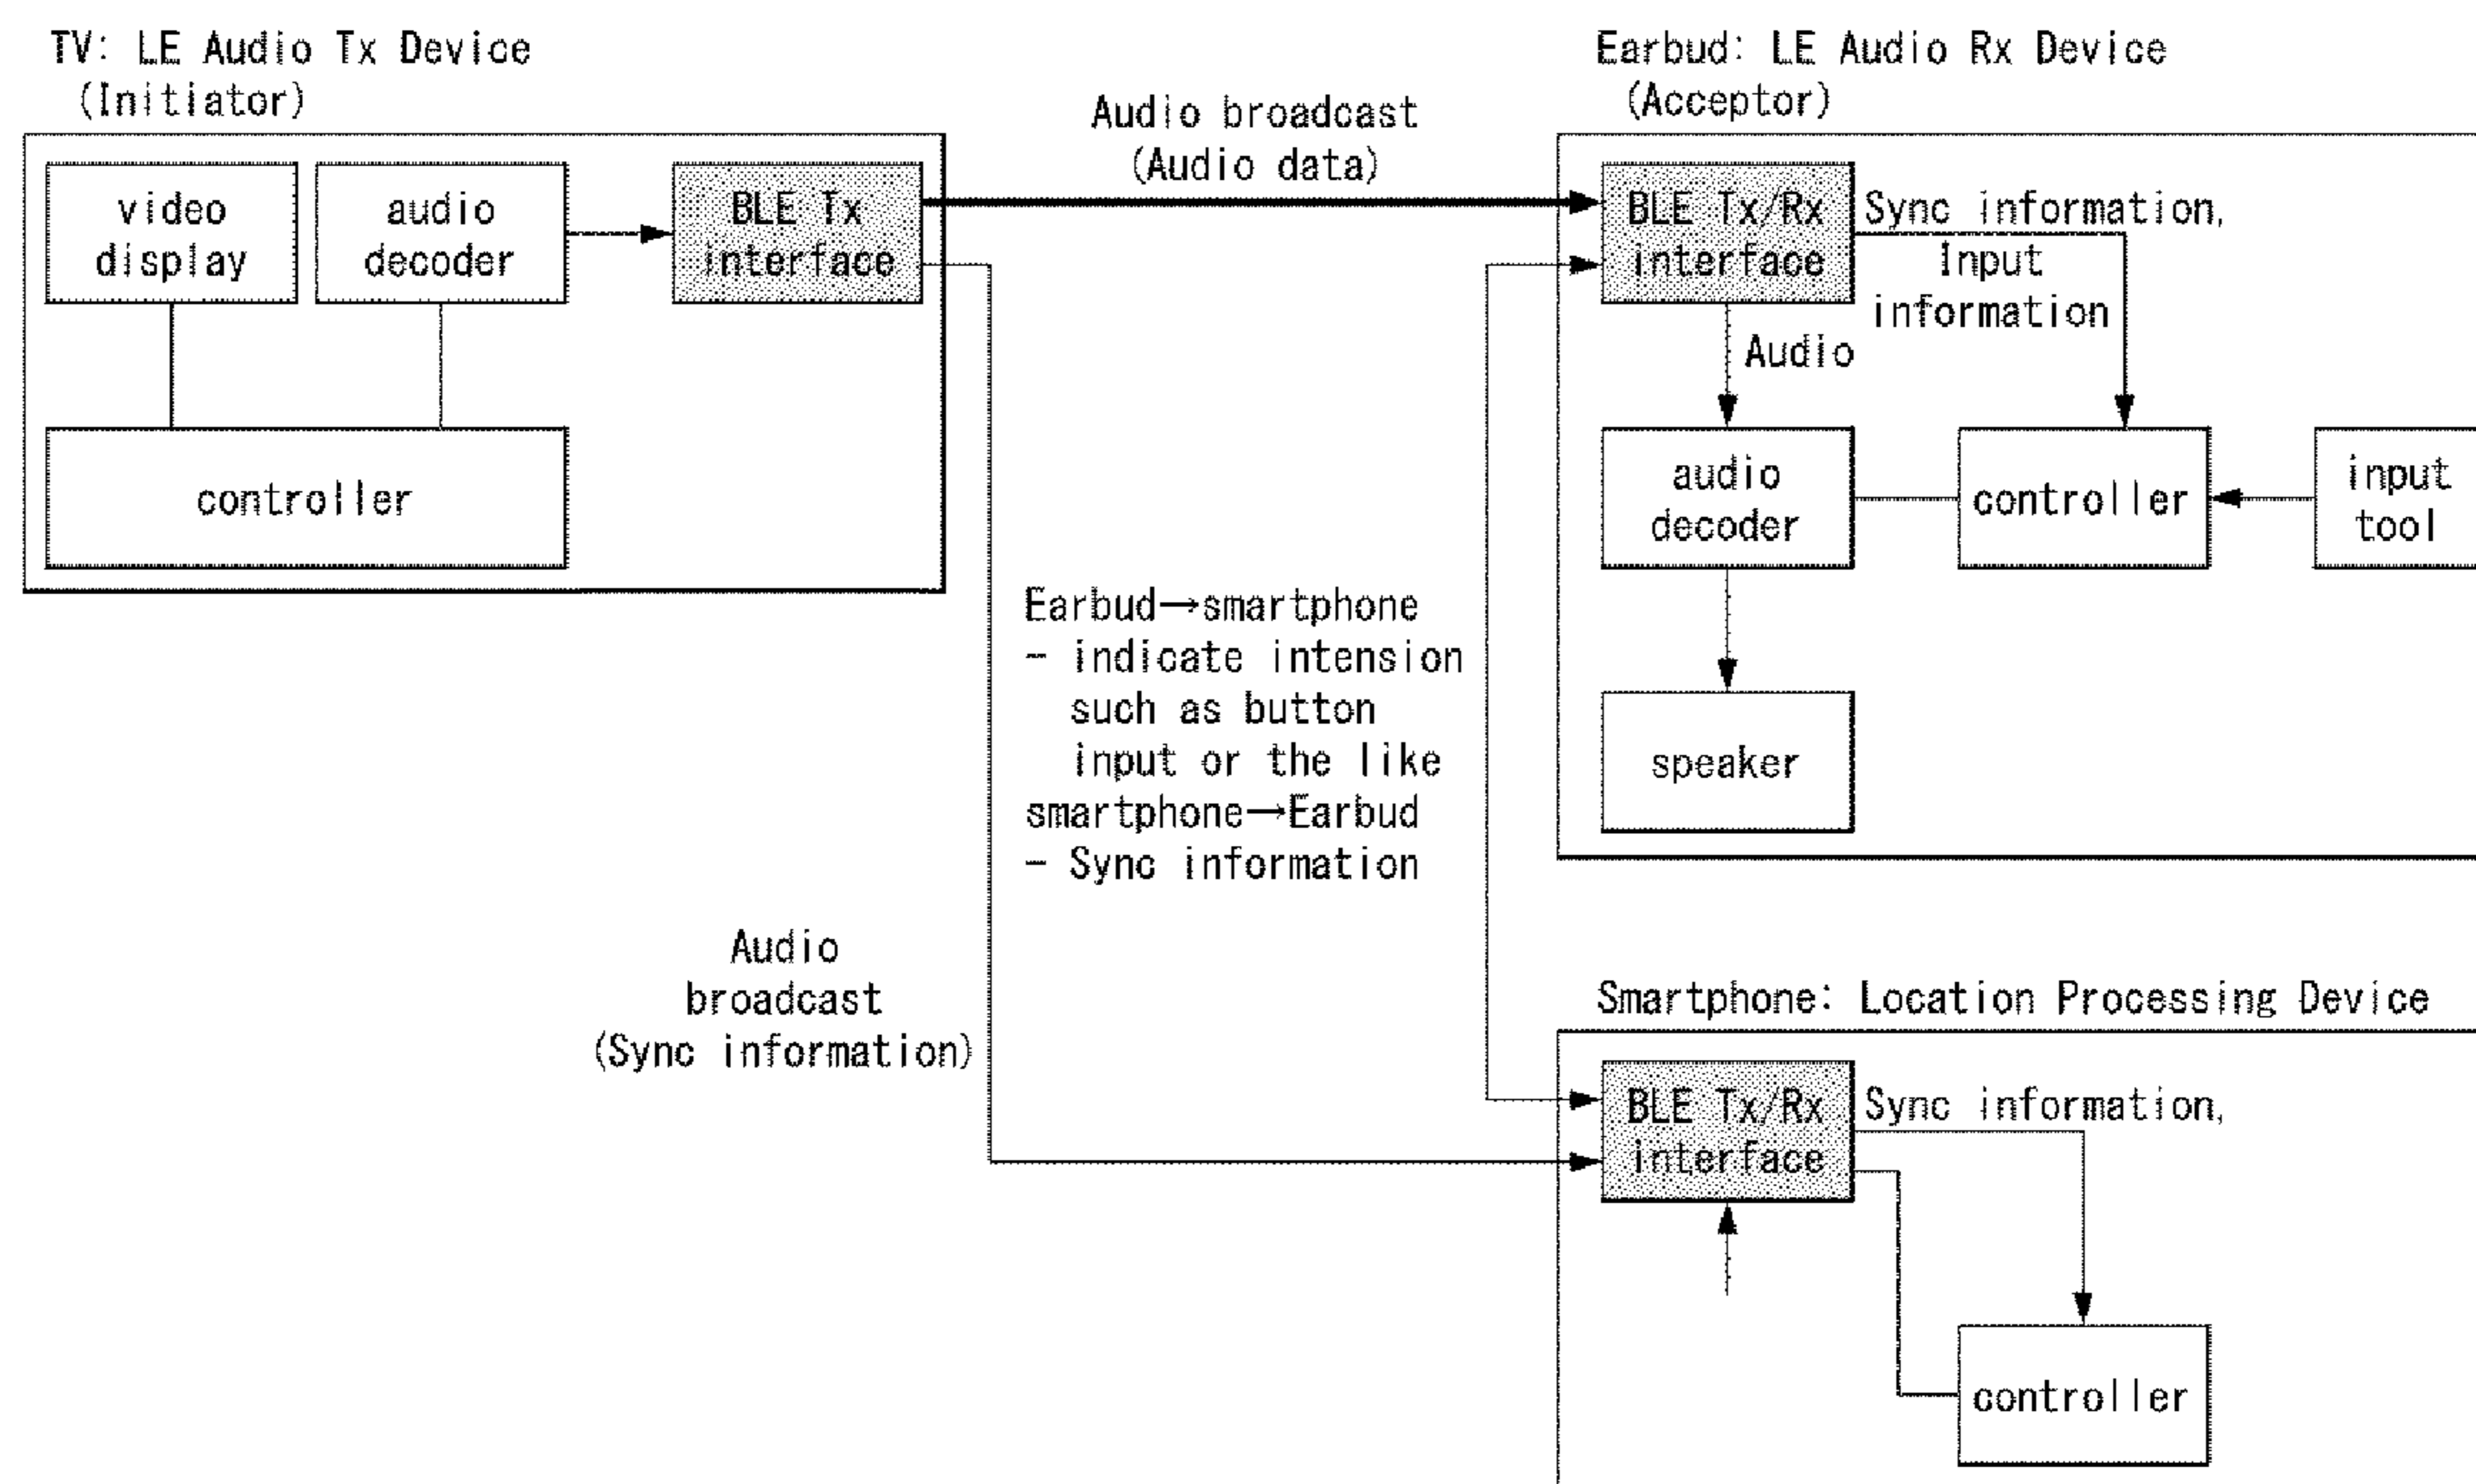 TV: LE Audio Tx Device
(Initiator)
video
display
audio
decoder
BLE Tx
interface
controller
Audio broadcast
(Audio data)
Earbud: LE Audio Rx Device
(Acceptor)
BLE Tx/Rx
interface
Sync information,
Input
information
Audio
audio
decoder
controller
input
tool
speaker
Earbud→smartphone
- indicate intension
such as button
input or the like
smartphone→Earbud
- Sync information
Audio
broadcast
(Sync information)
Smartphone: Location Processing Device
BLE Tx/Rx
interface
Sync information,
controller